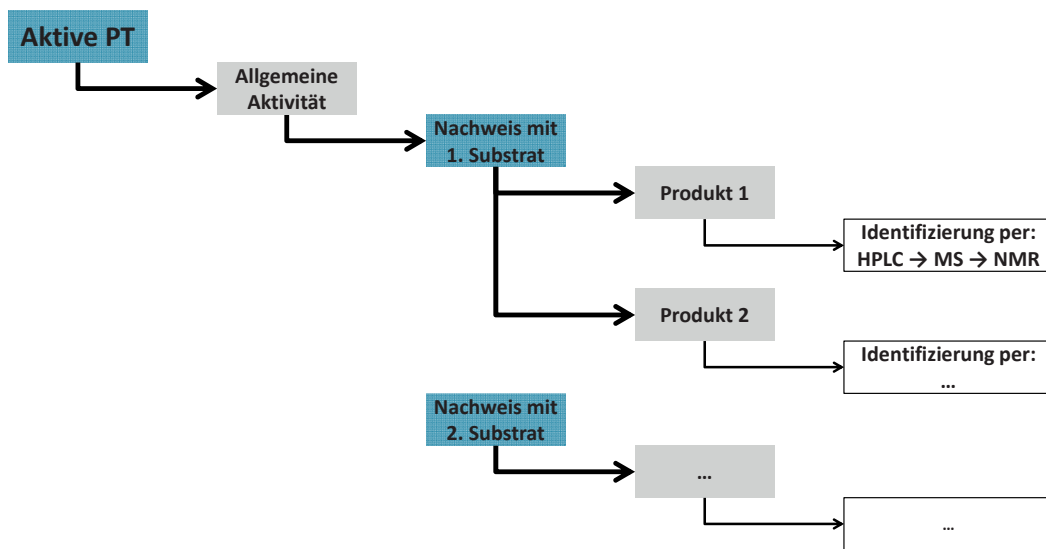 Aktive PT
Allgemeine
Aktivität
Nachweis mit
1. Substrat
Produkt 1
Identifizierung per:
HPLC → MS → NMR
Produkt 2
Identifizierung per:
...
Nachweis mit
2. Substrat
...
...